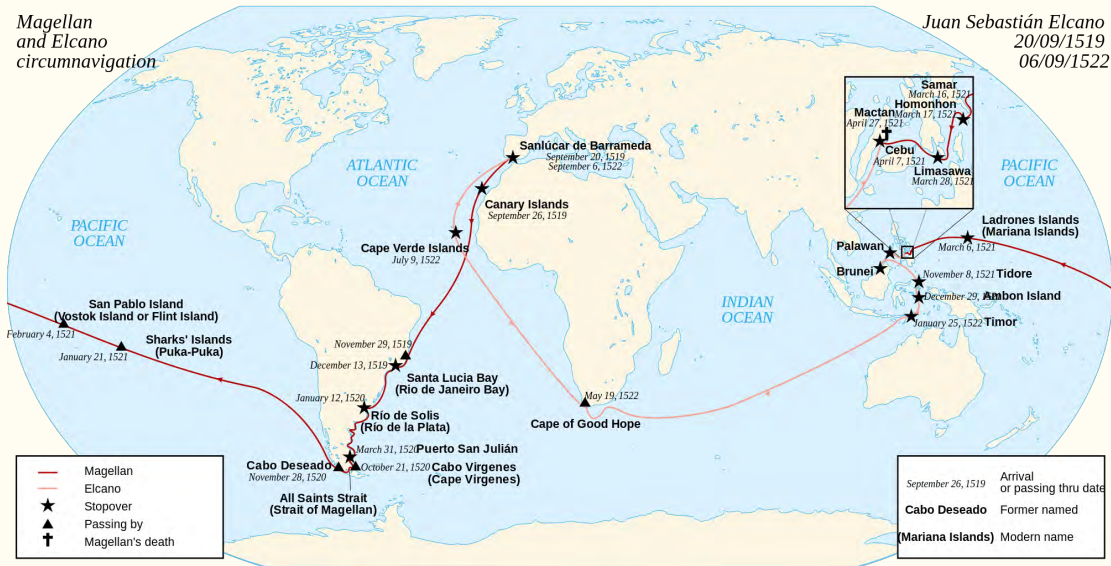 Magellan
and Elcano
circumnavigation
Juan Sebastián Elcano
20/09/1519
06/09/1522
Samar
March 16, 1521
Homonhon
March 17, 1521
Mactan
April 27, 1521
Cebu
April 7, 1521
Limasawa
March 28, 1521
ATLANTIC
OCEAN
PACIFIC
OCEAN
PACIFIC
OCEAN
INDIAN
OCEAN
Sanlúcar de Barrameda
September 20, 1519
September 6, 1522
Canary Islands
September 26, 1519
Cape Verde Islands
July 9, 1522
Ladrones Islands
(Mariana Islands)
March 6, 1521
Palawan
Brunei
November 8, 1521 Tidore
December 29, 1521 Ambon Island
January 25, 1522 Timor
San Pablo Island
(Vostok Island or Flint Island)
February 4, 1521
Sharks' Islands
(Puka-Puka)
January 21, 1521
November 29, 1519
December 13, 1519
Santa Lucia Bay
(Rio de Janeiro Bay)
January 12, 1520
Río de Solis
(Río de la Plata)
March 31, 1520 Puerto San Julián
Cabo Deseado
November 28, 1520
October 21, 1520 Cabo Virgenes
(Cape Virgenes)
All Saints Strait
(Strait of Magellan)
May 19, 1522
Cape of Good Hope
Magellan
Elcano
Stopover
Passing by
Magellan's death
September 26, 1519 Arrival
or passing thru date
Cabo Deseado Former named
(Mariana Islands) Modern name